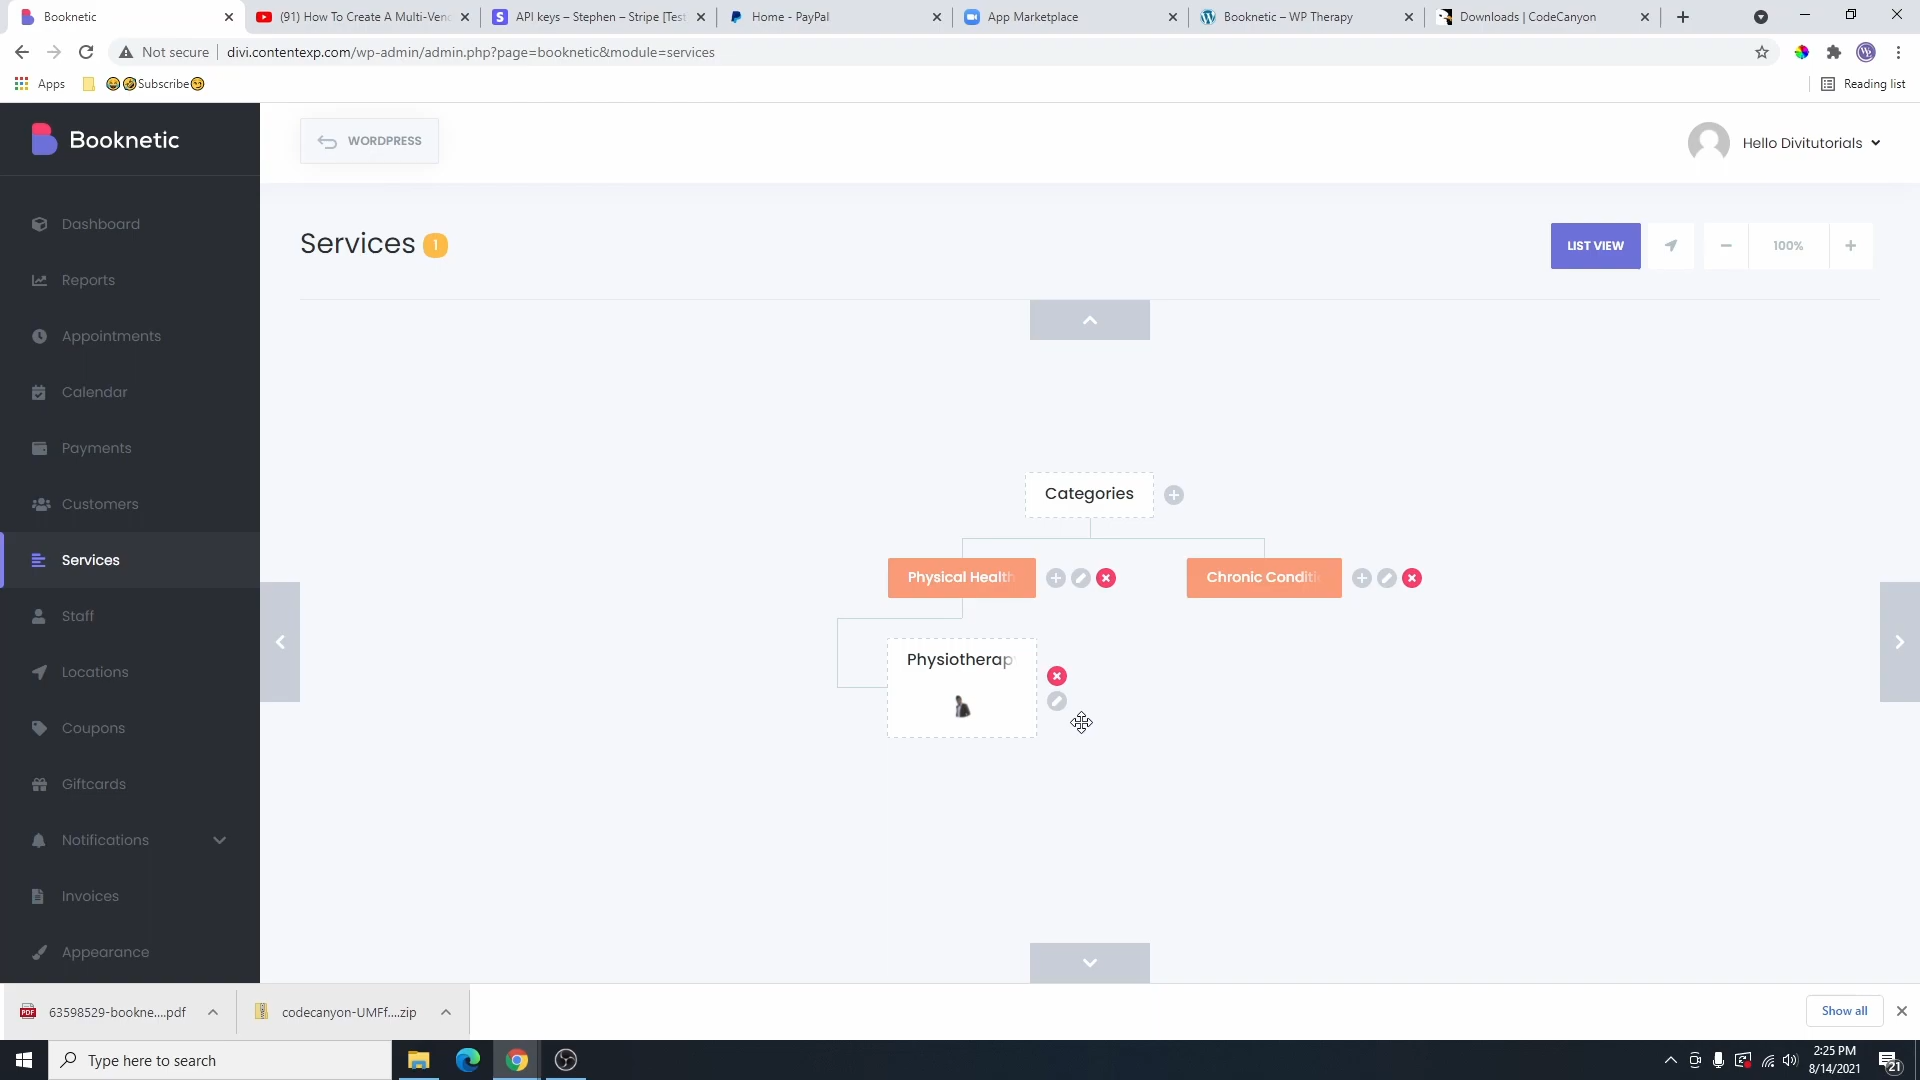 Booknetic
(91) How To Create A Multi-Venc
API keys – Stephen – Stripe [Test
Home - PayPal
App Marketplace
Booknetic – WP Therapy
Downloads | CodeCanyon
Not secure
divi.contentexp.com/wp-admin/admin.php?page=booknetic&module=services
Apps
😂🤣Subscribe😏
Reading list
Booknetic
WORDPRESS
Hello Divitutorials
Dashboard
Services 1
LIST VIEW
100%
Reports
Appointments
Calendar
Payments
Customers
Services
Staff
Locations
Coupons
Giftcards
Notifications
Invoices
Appearance
Categories
Physical Health
Chronic Conditi
Physiotherapy
63598529-bookne....pdf
codecanyon-UMFf....zip
Show all
Type here to search
2:25 PM
8/14/2021
21